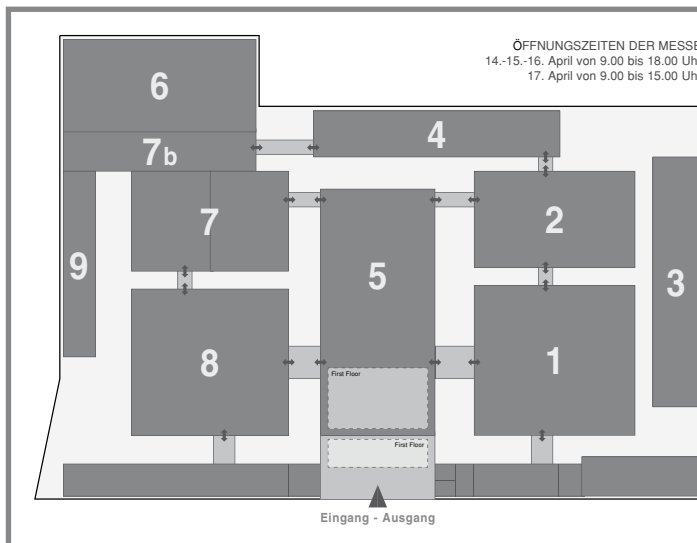 ÖFFNUNGSZEITEN DER MESSE
14.-15.-16. April von 9.00 bis 18.00 Uh
17. April von 9.00 bis 15.00 Uh
6
4
7b
7
2
9
5
3
8
1
First Floor
First Floor
Eingang - Ausgang